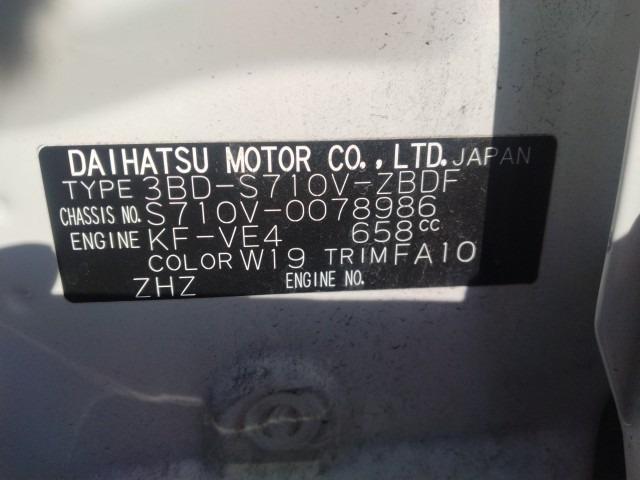 DAIHATSU MOTOR CO., LTD. JAPAN
TYPE 3BD-S710V-ZBDF
CHASSIS NO. S710V-0078986
ENGINE KF-VE4 658cc
COLOR W19 TRIM FA10
ZHZ ENGINE NO.